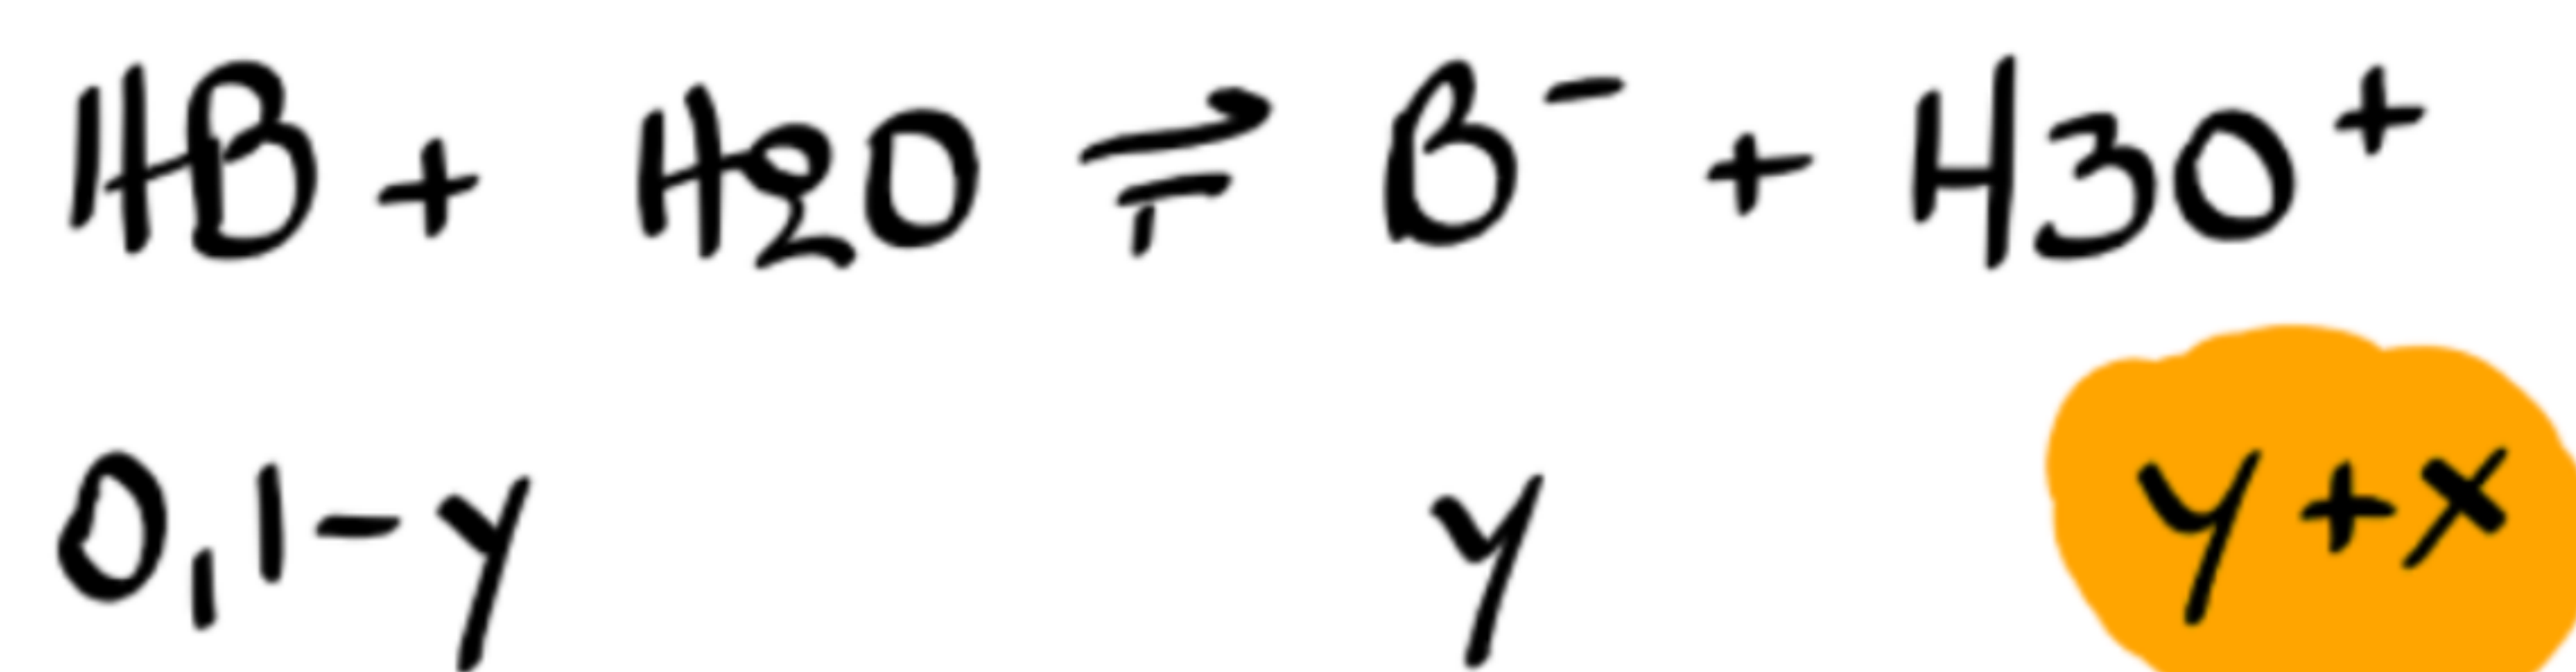 HB + H2O ⇌ B⁻ + H3O⁺
0,1-y y y+x